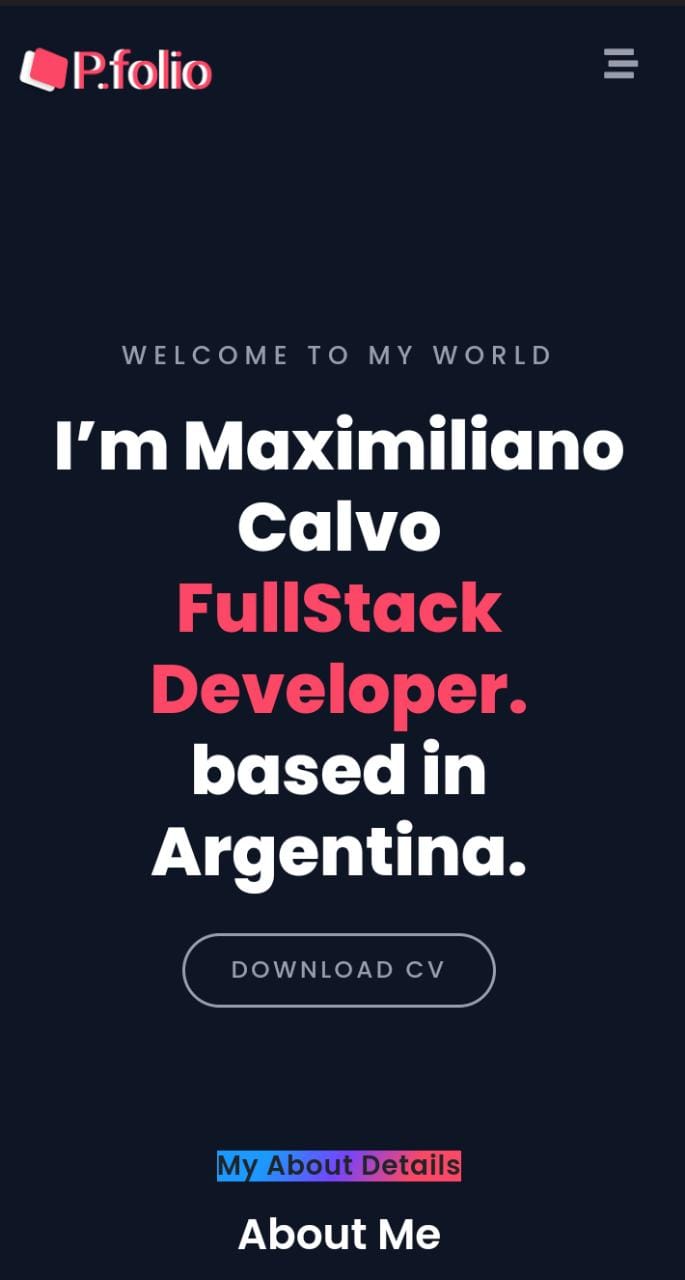 P.folio
WELCOME TO MY WORLD
I’m Maximiliano
Calvo
FullStack
Developer.
based in
Argentina.
DOWNLOAD CV
My About Details
About Me